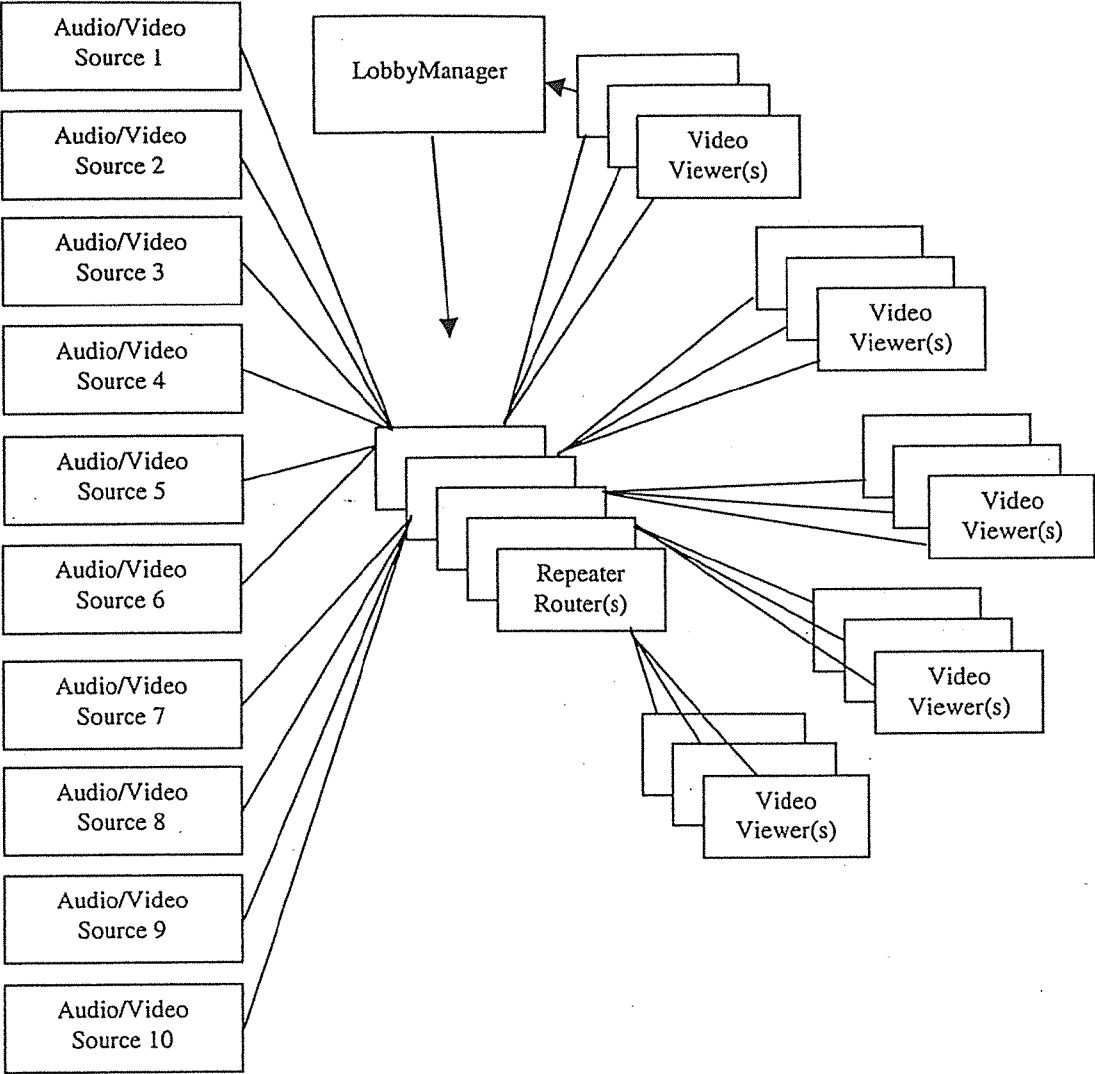 Audio/Video
Source 1
Audio/Video
Source 2
Audio/Video
Source 3
Audio/Video
Source 4
Audio/Video
Source 5
Audio/Video
Source 6
Audio/Video
Source 7
Audio/Video
Source 8
Audio/Video
Source 9
Audio/Video
Source 10
LobbyManager
Video
Viewer(s)
Video
Viewer(s)
Video
Viewer(s)
Repeater
Router(s)
Video
Viewer(s)
Video
Viewer(s)